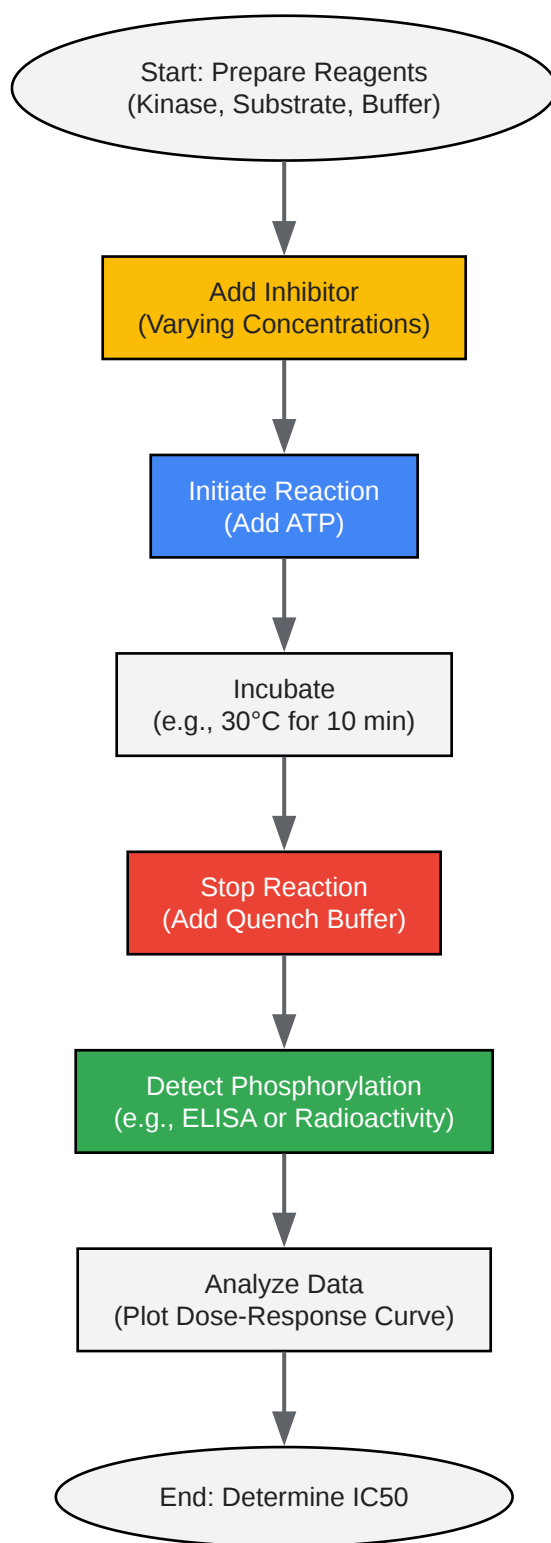 Start: Prepare Reagents
(Kinase, Substrate, Buffer)
Add Inhibitor
(Varying Concentrations)
Initiate Reaction
(Add ATP)
Incubate
(e.g., 30°C for 10 min)
Stop Reaction
(Add Quench Buffer)
Detect Phosphorylation
(e.g., ELISA or Radioactivity)
Analyze Data
(Plot Dose-Response Curve)
End: Determine IC50